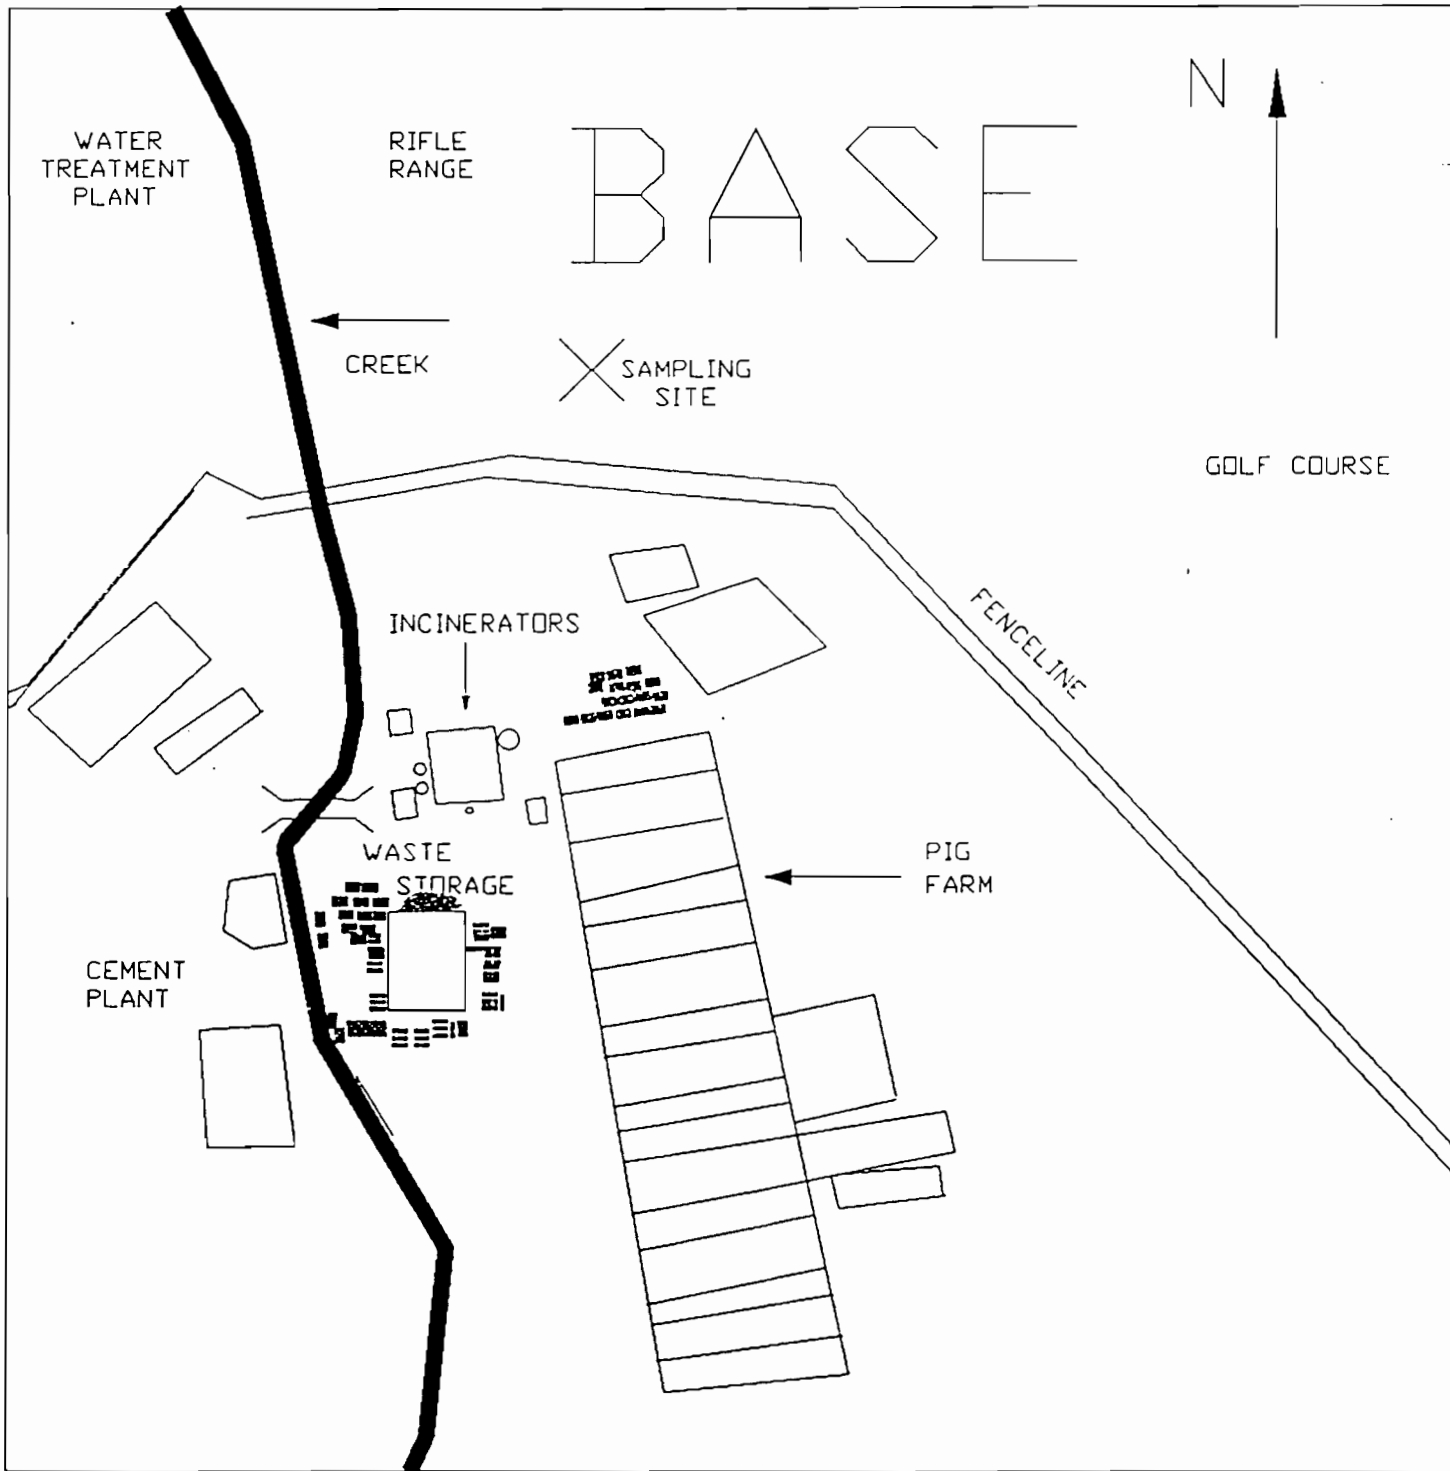 N
WATER
TREATMENT
PLANT
RIFLE
RANGE
BASE
CREEK
SAMPLING
SITE
GOLF COURSE
FENCELINE
INCINERATORS
WASTE
STORAGE
PIG
FARM
CEMENT
PLANT